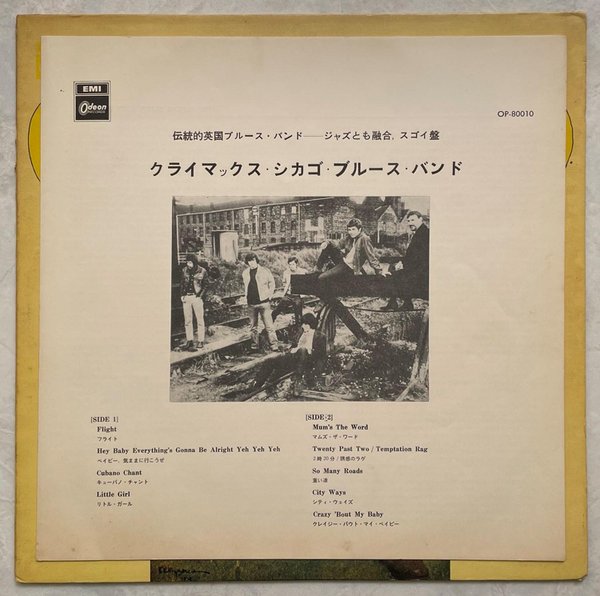 EMI
Odeon
RECORDS
OP-80010
伝統的英国ブルース・バンド——ジャズとも融合，スゴイ盤
クライマックス・シカゴ・ブルース・バンド
[SIDE 1]
Flight
フライト
Hey Baby Everything's Gonna Be Alright Yeh Yeh Yeh
ベイビー，気ままに行こうぜ
Cubano Chant
キューバノ・チャント
Little Girl
リトル・ガール
[SIDE-2]
Mum's The Word
マムズ・ザ・ワード
Twenty Past Two / Temptation Rag
2時20分 / 誘惑のラグ
So Many Roads
重い涙
City Ways
シティ・ウェイズ
Crazy 'Bout My Baby
クレイジー・バウト・マイ・ベイビー